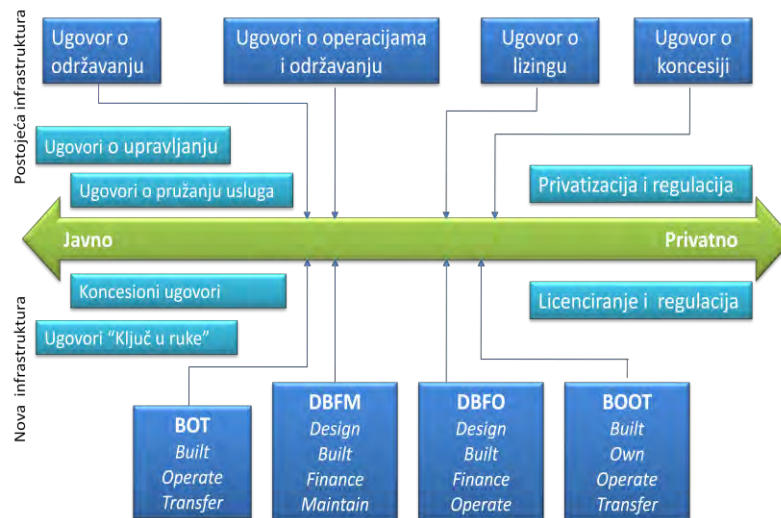 Postojeća infrastruktura
Ugovor o
održavanju
Ugovori o operacijama
i održavanju
Ugovor o
lizingu
Ugovor o
koncesiji
Ugovori o upravljanju
Ugovori o pružanju usluga
Privatizacija i regulacija
Javno
Privatno
Nova infrastruktura
Koncesioni ugovori
Licenciranje i regulacija
Ugovori “Ključ u ruke”
BOT
Built
Operate
Transfer
DBFM
Design
Built
Finance
Maintain
DBFO
Design
Built
Finance
Operate
BOOT
Built
Own
Operate
Transfer